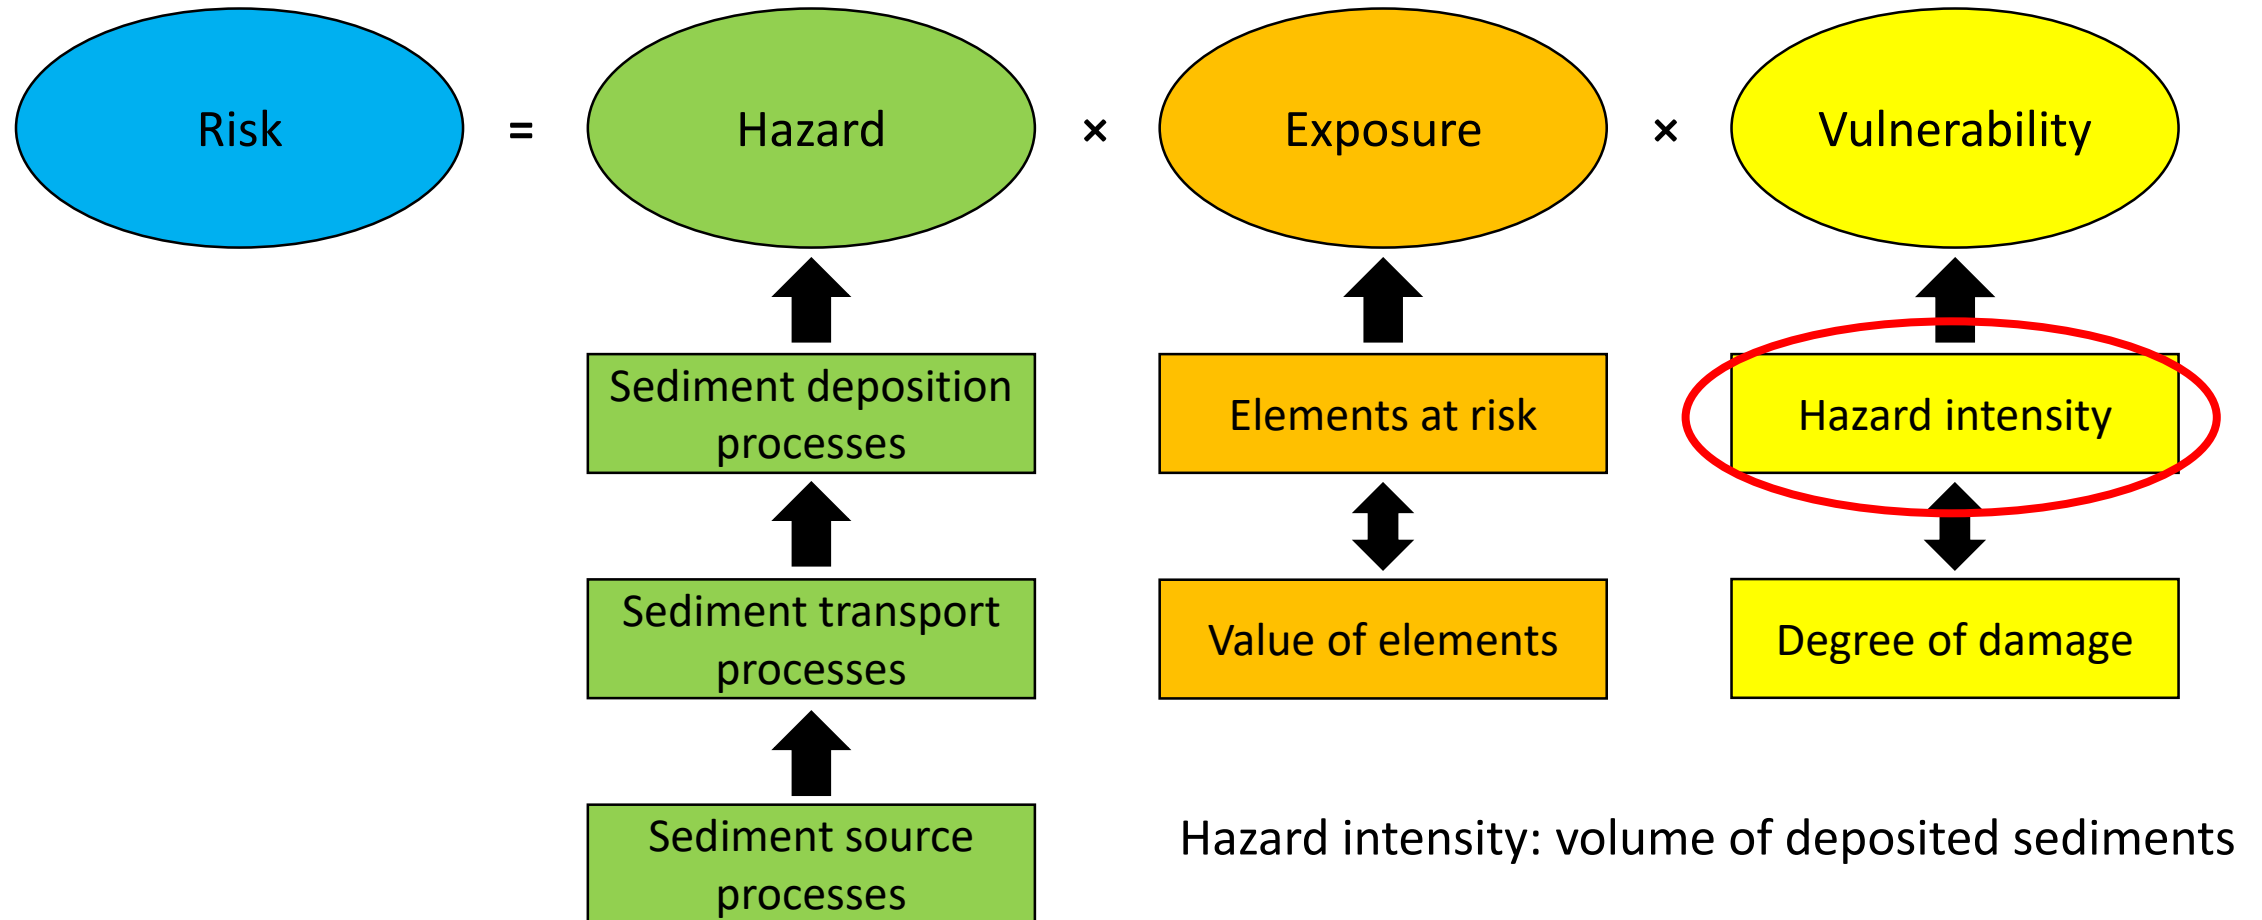 Risk = Hazard × Exposure × Vulnerability
Sediment deposition
processes
Elements at risk
Hazard intensity
Sediment transport
processes
Value of elements
Degree of damage
Sediment source
processes
Hazard intensity: volume of deposited sediments